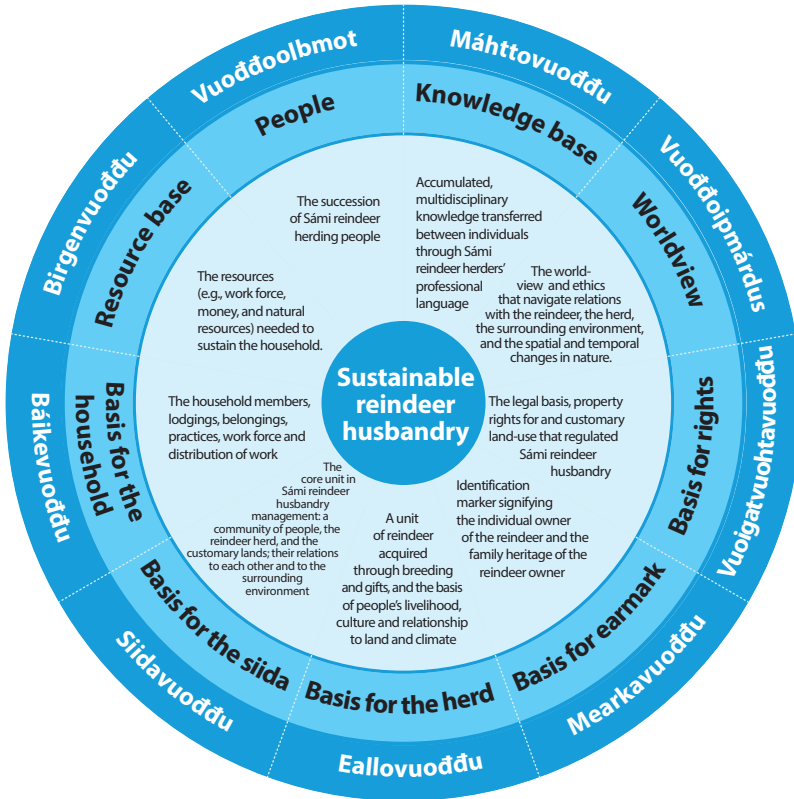 Vuođđoolbmot
People
The succession
of Sámi reindeer
herding people
Máhttovuođđu
Knowledge base
Accumulated,
multidisciplinary
knowledge transferred
between individuals
through Sámi
reindeer herders’
professional
language
Vuođđoipmárdus
Worldview
The world-
view and ethics
that navigate relations
with the reindeer, the herd,
the surrounding environment,
and the spatial and temporal
changes in nature.
Vuoigatvuohtavuođđu
Basis for rights
The legal basis, property
rights for and customary
land-use that regulated
Sámi reindeer
husbandry
Mearkavuođđu
Basis for earmark
Identification
marker signifying
the individual owner
of the reindeer and the
family heritage of the
reindeer owner
Eallovuođđu
Basis for the herd
A unit
of reindeer
acquired
through breeding
and gifts, and the basis
of people’s livelihood,
culture and relationship
to land and climate
Siidavuođđu
Basis for the siida
The
core unit in
Sámi reindeer
husbandry
management: a
community of people, the
reindeer herd, and the
customary lands; their relations
to each other and to the
surrounding
environment
Báikevuođđu
Basis for the
household
The household members,
lodgings, belongings,
practices, work force and
distribution of work
Birgenvuođđu
Resource base
The resources
(e.g., work force,
money, and natural
resources) needed to
sustain the household.
Sustainable
reindeer
husbandry